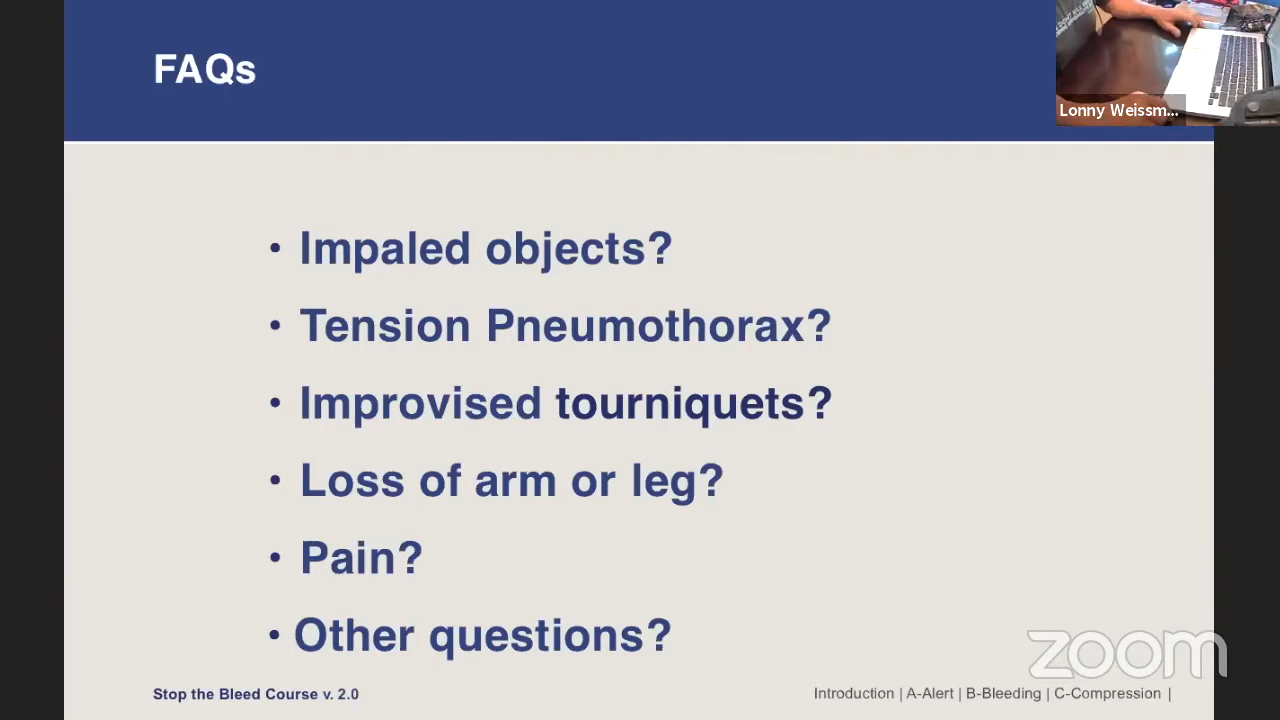 FAQs
Lonny Weissm...
• Impaled objects?
• Tension Pneumothorax?
• Improvised tourniquets?
• Loss of arm or leg?
• Pain?
• Other questions?
zoom
Stop the Bleed Course v. 2.0
Introduction | A-Alert | B-Bleeding | C-Compression |